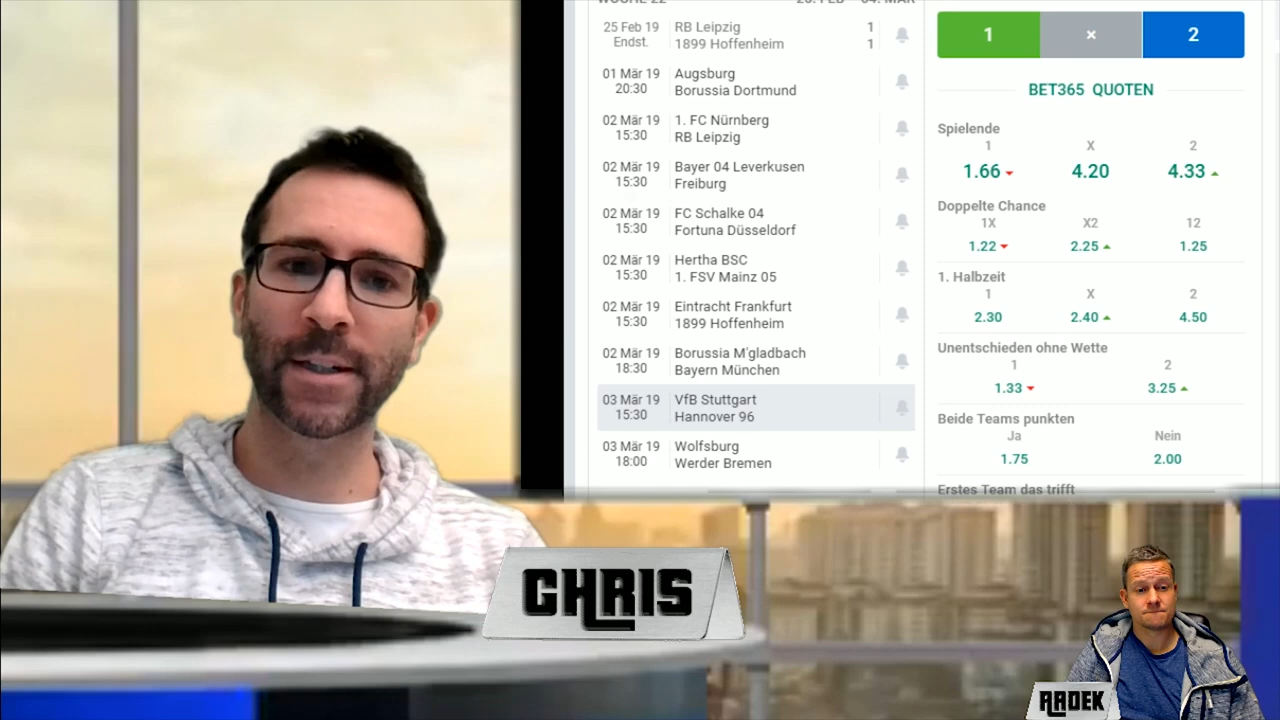 WOCHE 22
25. FEB - 04. MÄR
25 Feb 19
Endst.
RB Leipzig 1
1899 Hoffenheim 1
01 Mär 19
20:30
Augsburg
Borussia Dortmund
02 Mär 19
15:30
1. FC Nürnberg
RB Leipzig
02 Mär 19
15:30
Bayer 04 Leverkusen
Freiburg
02 Mär 19
15:30
FC Schalke 04
Fortuna Düsseldorf
02 Mär 19
15:30
Hertha BSC
1. FSV Mainz 05
02 Mär 19
15:30
Eintracht Frankfurt
1899 Hoffenheim
02 Mär 19
18:30
Borussia M'gladbach
Bayern München
03 Mär 19
15:30
VfB Stuttgart
Hannover 96
03 Mär 19
18:00
Wolfsburg
Werder Bremen
1 × 2
BET365 QUOTEN
Spielende
1 X 2
1.66 4.20 4.33
Doppelte Chance
1X X2 12
1.22 2.25 1.25
1. Halbzeit
1 X 2
2.30 2.40 4.50
Unentschieden ohne Wette
1 2
1.33 3.25
Beide Teams punkten
Ja Nein
1.75 2.00
Erstes Team das trifft
CHRIS
RADEK